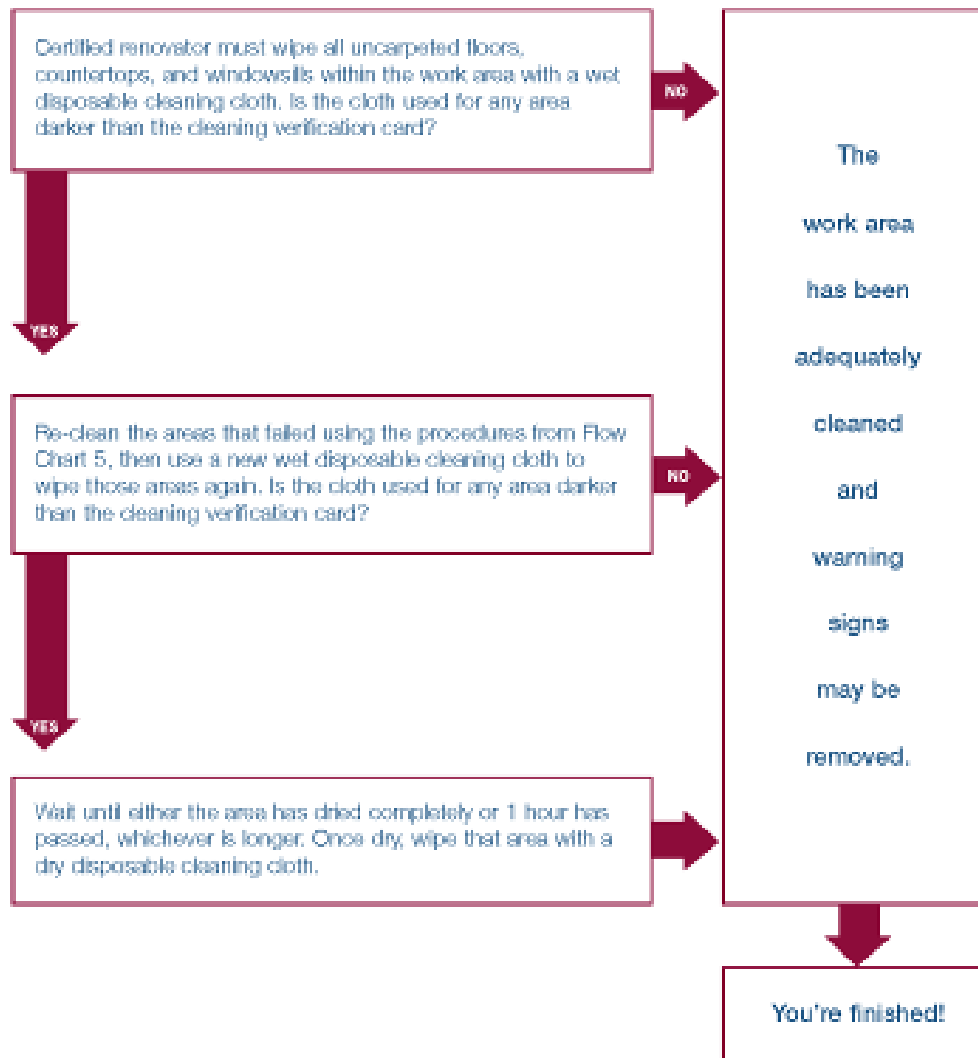 Certified renovator must wipe all uncarpeted floors,
countertops, and windowsills within the work area with a wet
disposable cleaning cloth. Is the cloth used for any area
darker than the cleaning verification card?
NO
YES
Re-clean the areas that failed using the procedures from Flow
Chart 5, then use a new wet disposable cleaning cloth to
wipe those areas again. Is the cloth used for any area darker
than the cleaning verification card?
NO
YES
Wait until either the area has dried completely or 1 hour has
passed, whichever is longer. Once dry, wipe that area with a
dry disposable cleaning cloth.
The
work area
has been
adequately
cleaned
and
warning
signs
may be
removed.
You're finished!